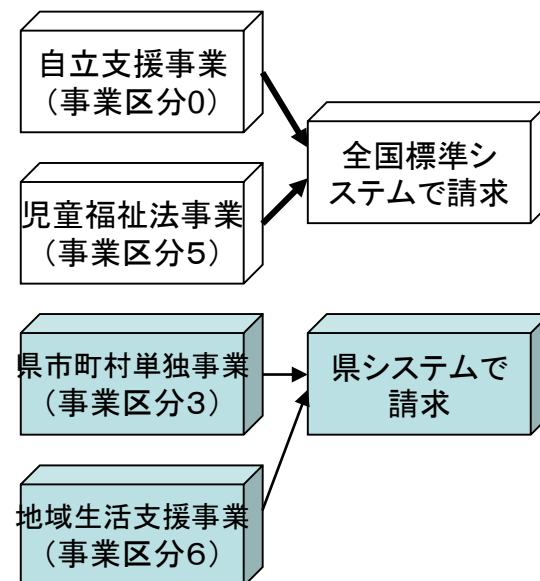 自立支援事業
（事業区分0）
全国標準シ
ステムで請求
児童福祉法事業
（事業区分５）
県市町村単独事業
（事業区分３）
県システムで
請求
地域生活支援事業
（事業区分６）